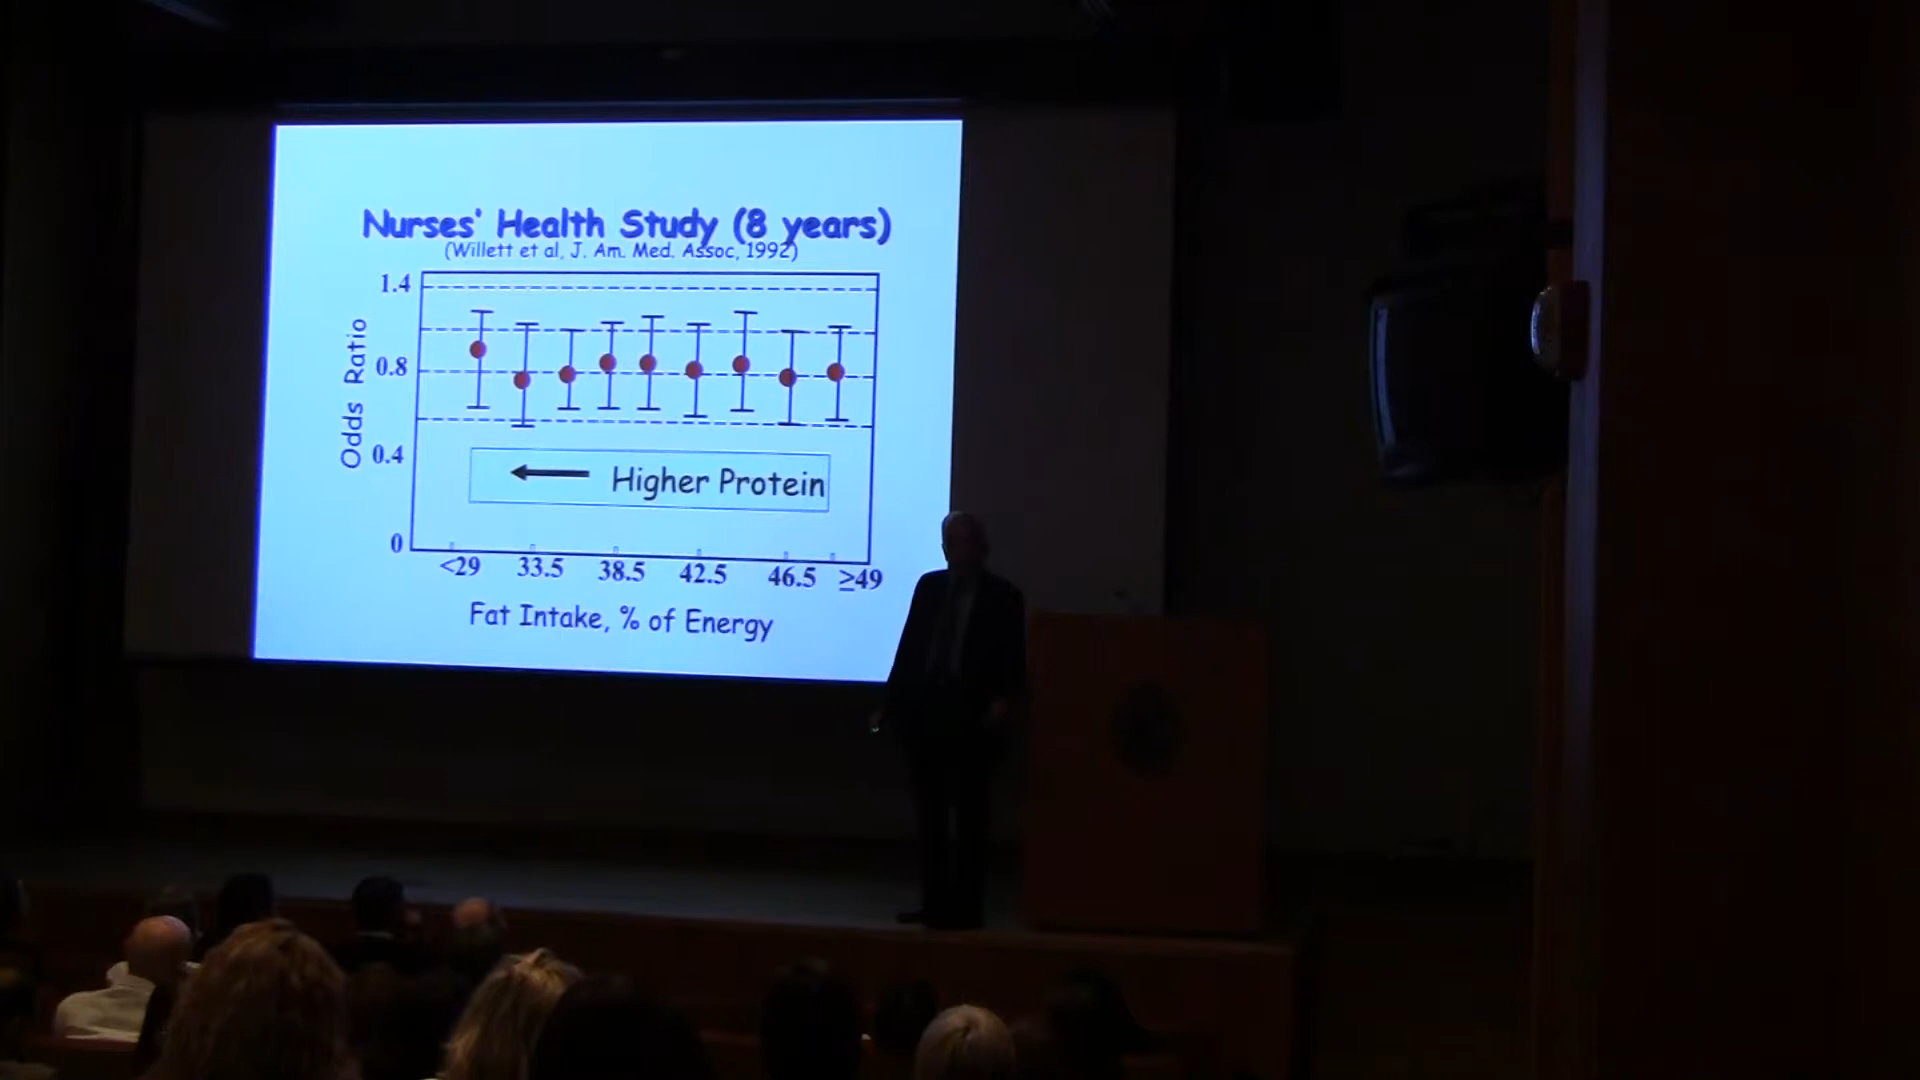 Nurses' Health Study (8 years)
(Willett et al, J. Am. Med. Assoc, 1992)
1.4
0.8
0.4
0
Odds Ratio
Higher Protein
<29 33.5 38.5 42.5 46.5 ≥49
Fat Intake, % of Energy